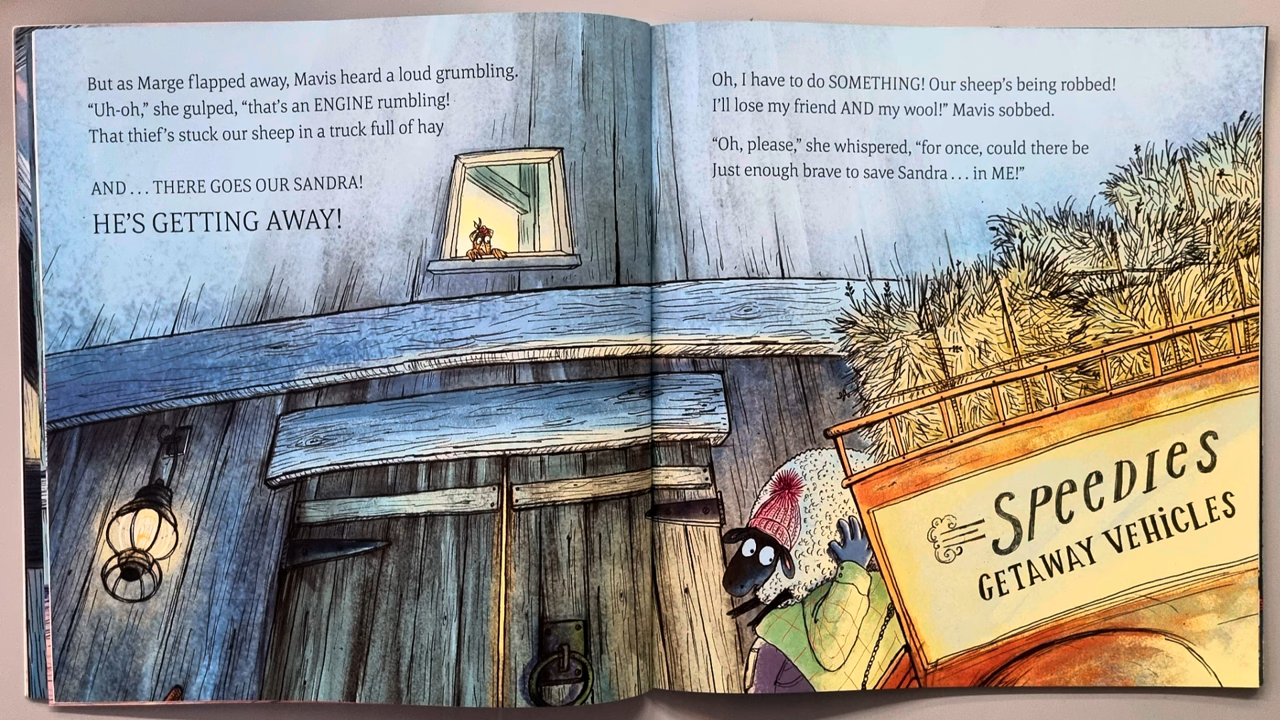 But as Marge flapped away, Mavis heard a loud grumbling.
“Uh-oh,” she gulped, “that’s an ENGINE rumbling!
That thief’s stuck our sheep in a truck full of hay
AND . . . THERE GOES OUR SANDRA!
HE’S GETTING AWAY!
Oh, I have to do SOMETHING! Our sheep’s being robbed!
I’ll lose my friend AND my wool!” Mavis sobbed.
“Oh, please,” she whispered, “for once, could there be
Just enough brave to save Sandra . . . in ME!”
SPEEDIES
GETAWAY VEHiCLES